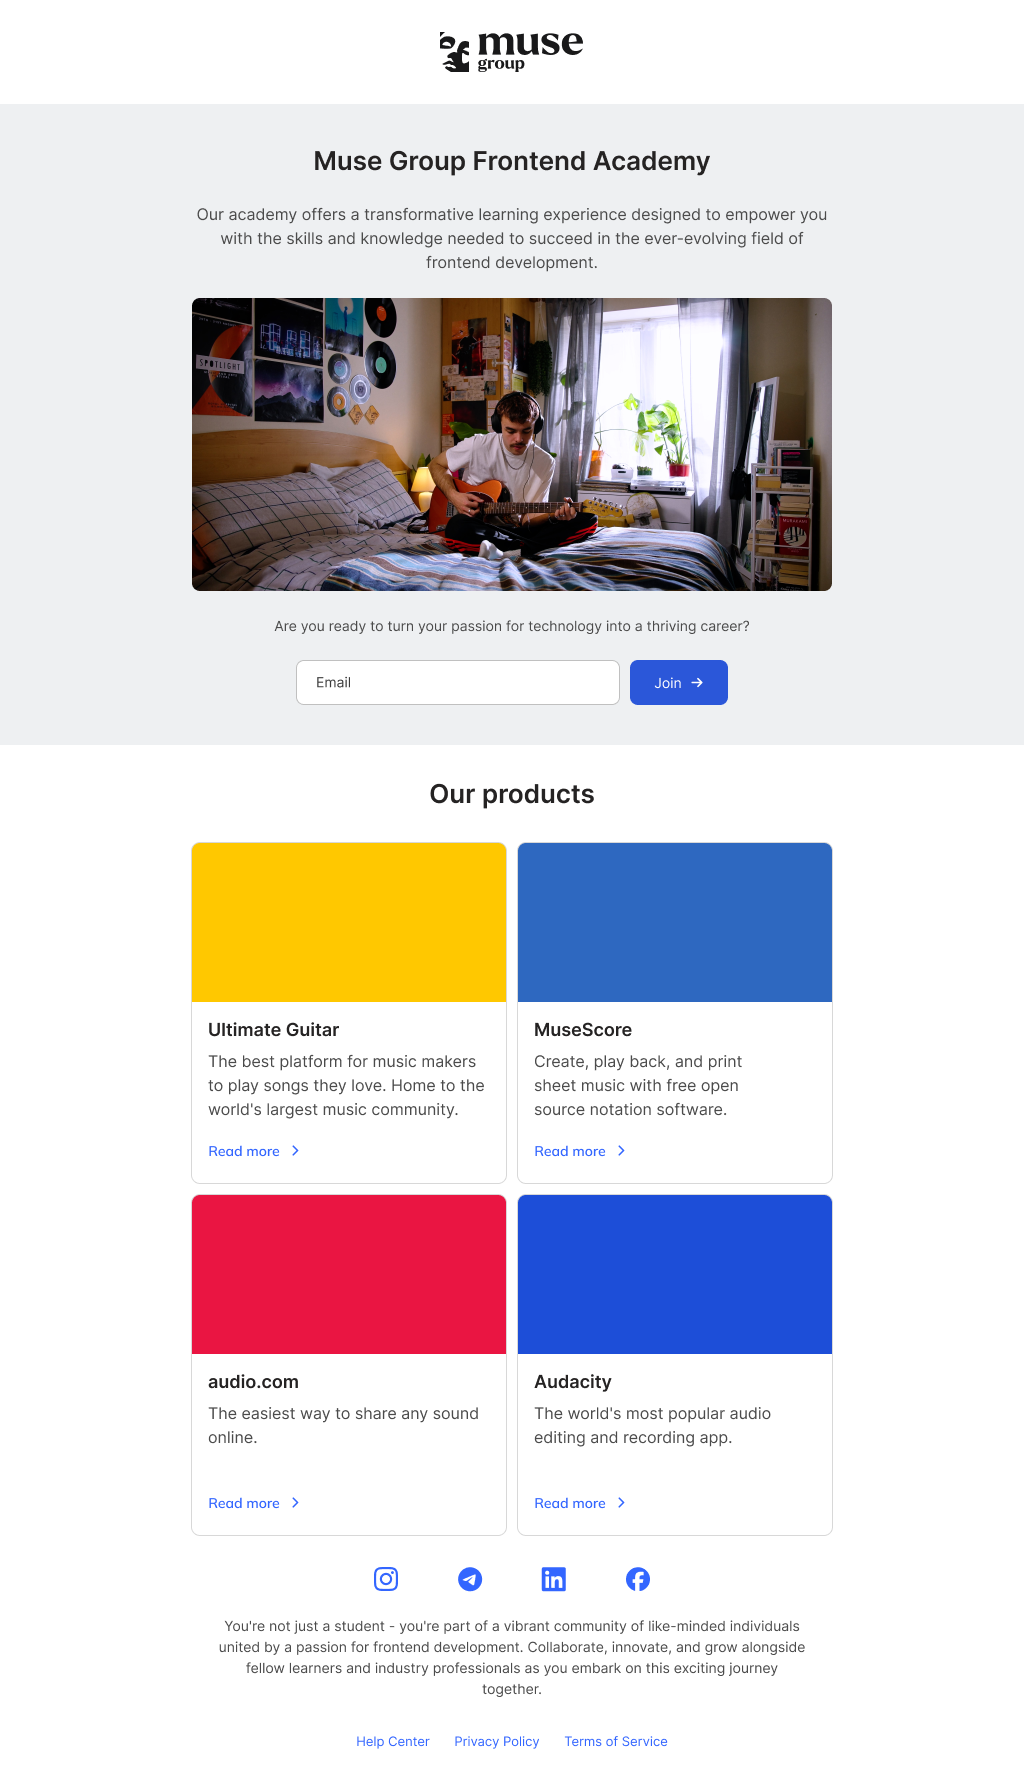 muse
group
Muse Group Frontend Academy
Our academy offers a transformative learning experience designed to empower you
with the skills and knowledge needed to succeed in the ever-evolving field of
frontend development.
SPOTLIGHT
MURAKAMI
Are you ready to turn your passion for technology into a thriving career?
Email
Join
Our products
Ultimate Guitar
The best platform for music makers
to play songs they love. Home to the
world's largest music community.
Read more
MuseScore
Create, play back, and print
sheet music with free open
source notation software.
Read more
audio.com
The easiest way to share any sound
online.
Read more
Audacity
The world's most popular audio
editing and recording app.
Read more
in
You're not just a student - you're part of a vibrant community of like-minded individuals
united by a passion for frontend development. Collaborate, innovate, and grow alongside
fellow learners and industry professionals as you embark on this exciting journey
together.
Help Center
Privacy Policy
Terms of Service